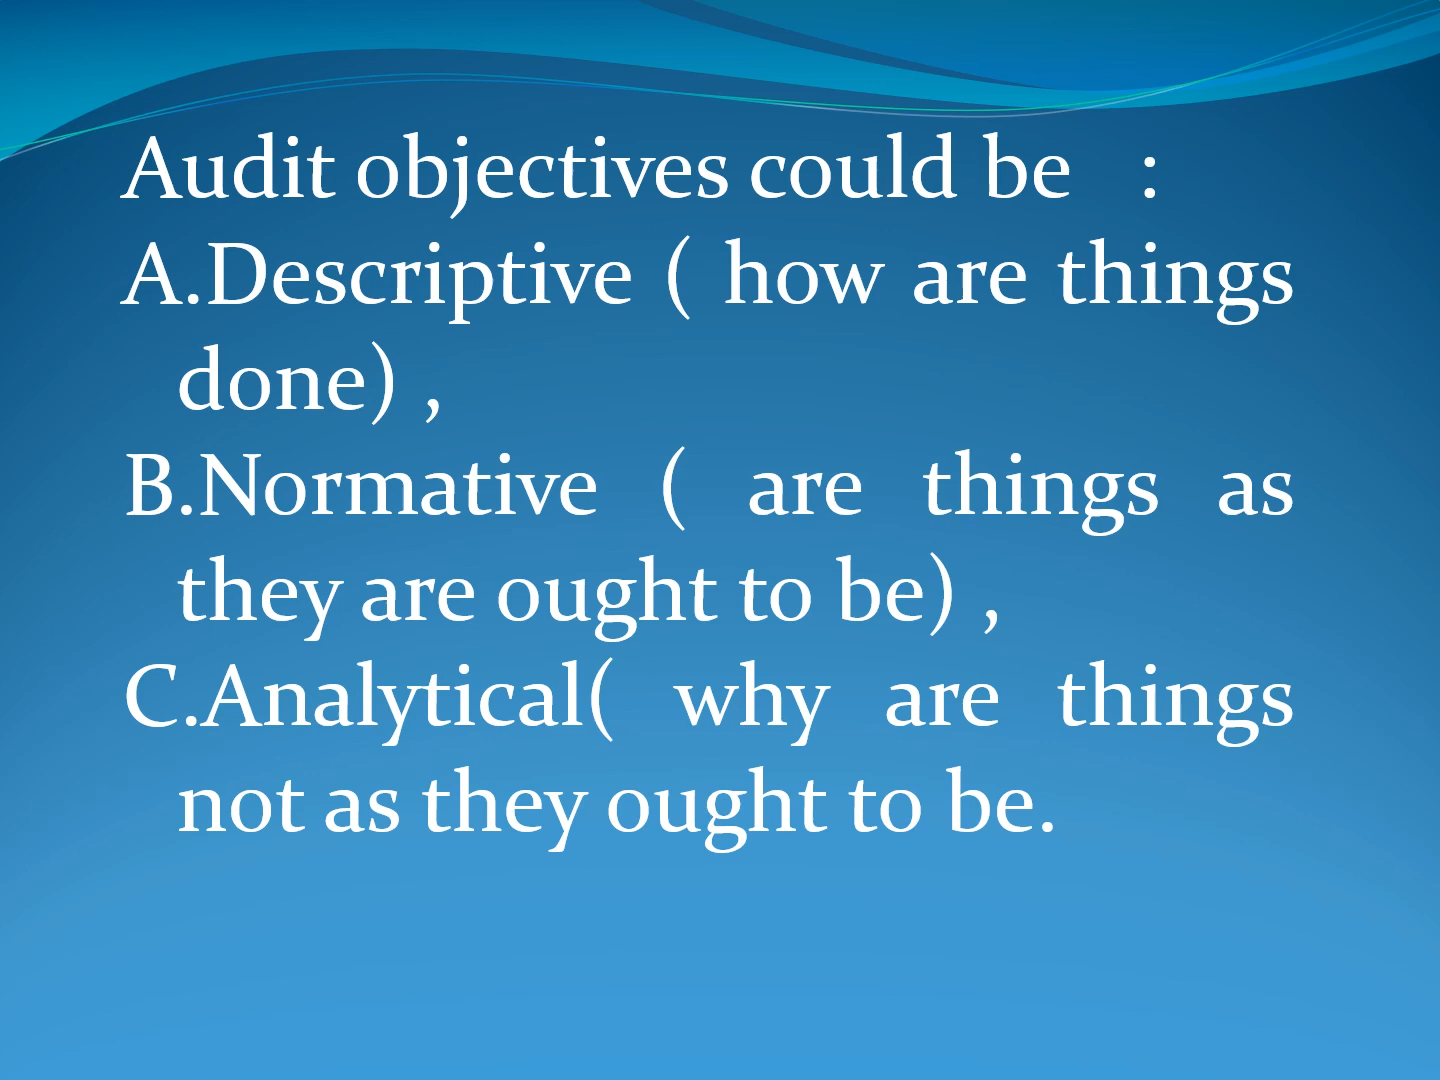 Audit objectives could be   :
A.Descriptive ( how are things
done) ,
B.Normative ( are things as
they are ought to be) ,
C.Analytical( why are things
not as they ought to be.